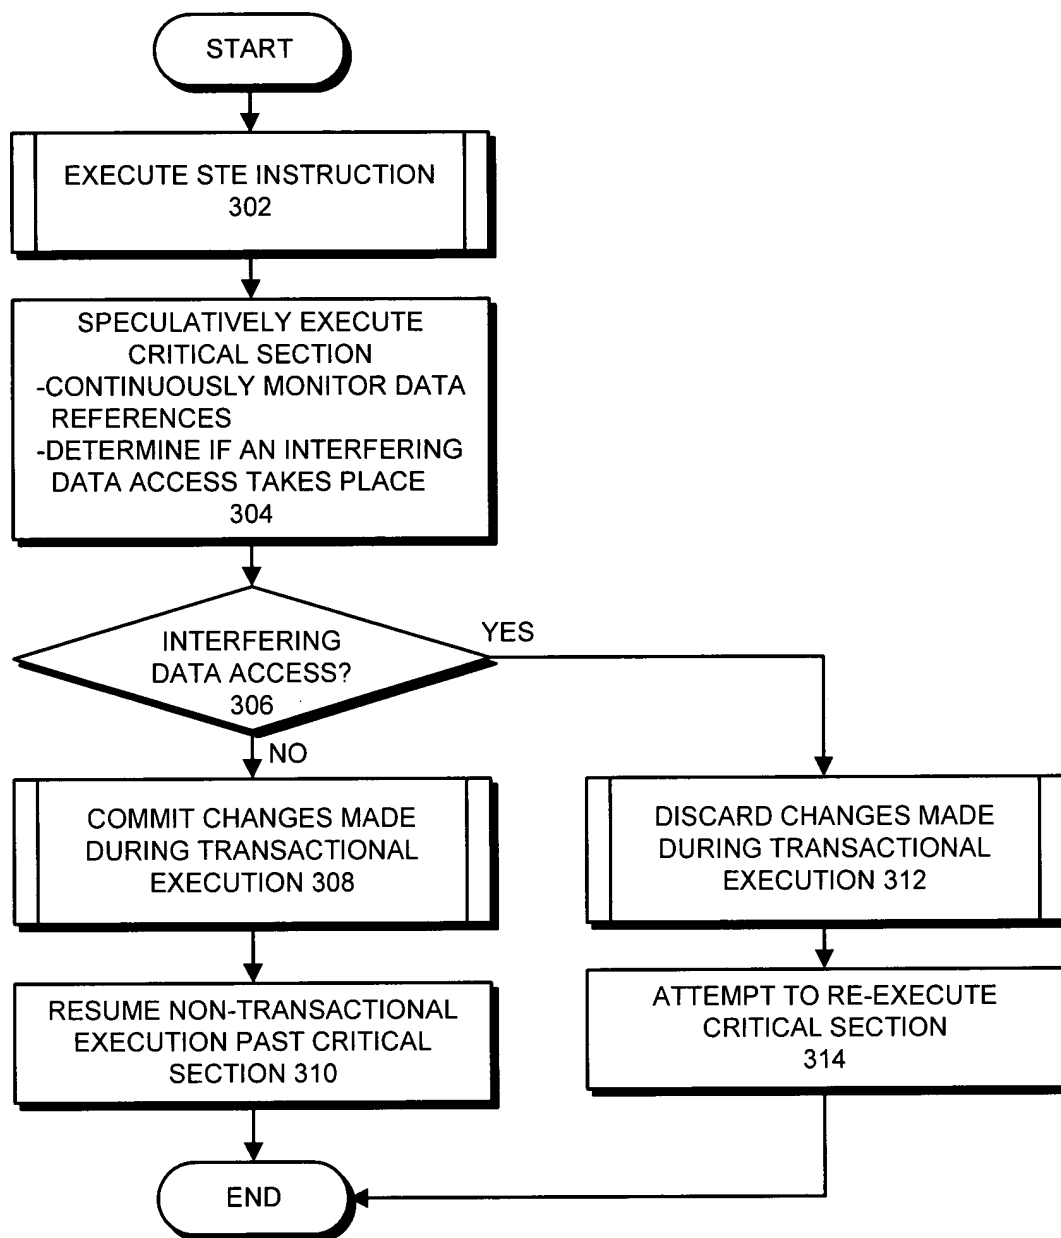 START
EXECUTE STE INSTRUCTION
302
SPECULATIVELY EXECUTE
CRITICAL SECTION
-CONTINUOUSLY MONITOR DATA
REFERENCES
-DETERMINE IF AN INTERFERING
DATA ACCESS TAKES PLACE
304
INTERFERING
DATA ACCESS?
306
YES
NO
COMMIT CHANGES MADE
DURING TRANSACTIONAL
EXECUTION 308
DISCARD CHANGES MADE
DURING TRANSACTIONAL
EXECUTION 312
RESUME NON-TRANSACTIONAL
EXECUTION PAST CRITICAL
SECTION 310
ATTEMPT TO RE-EXECUTE
CRITICAL SECTION
314
END